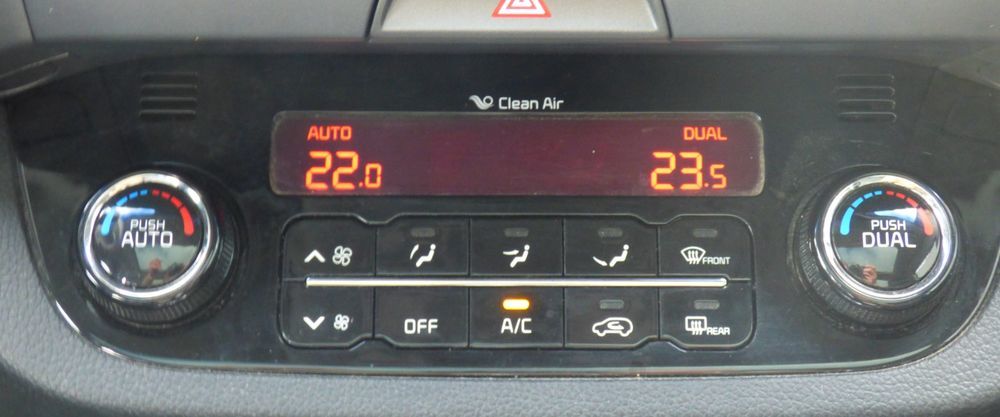 Clean Air
AUTO DUAL
22.0 23.5
PUSH AUTO
PUSH DUAL
FRONT
OFF
A/C
REAR